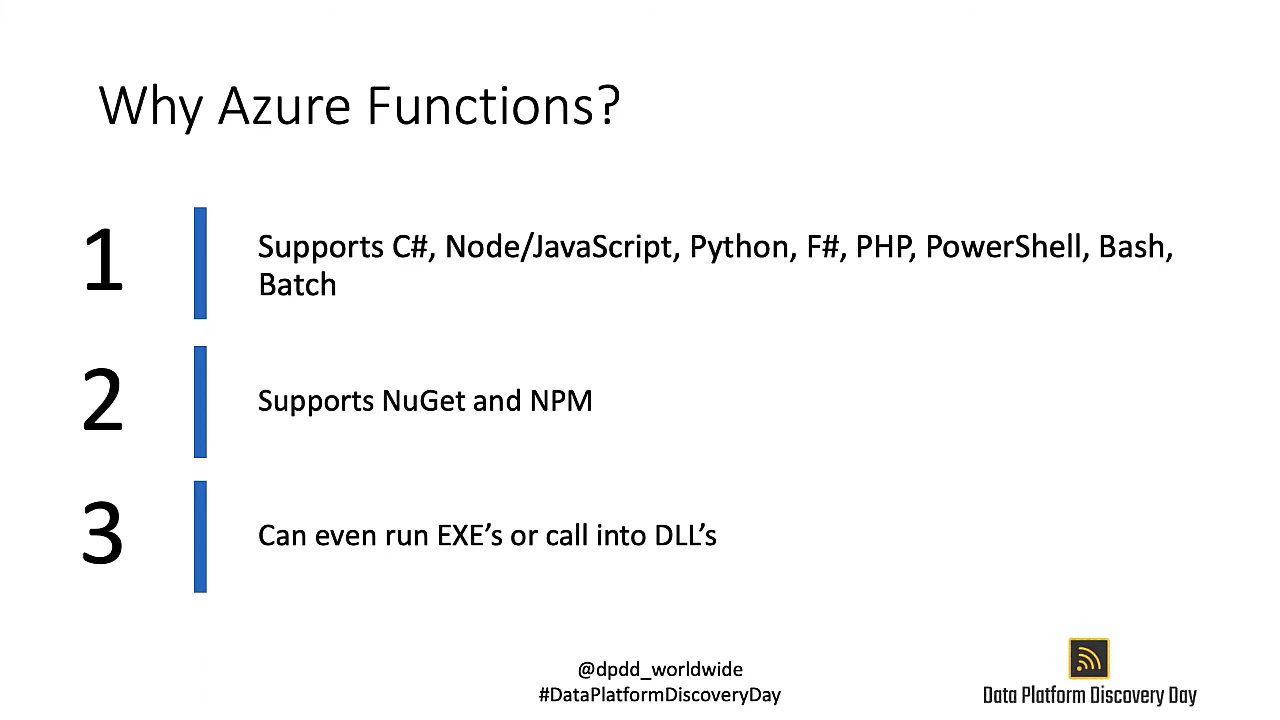 Why Azure Functions?
1
Supports C#, Node/JavaScript, Python, F#, PHP, PowerShell, Bash,
Batch
2
Supports NuGet and NPM
3
Can even run EXE’s or call into DLL’s
@dpdd_worldwide
#DataPlatformDiscoveryDay
Data Platform Discovery Day